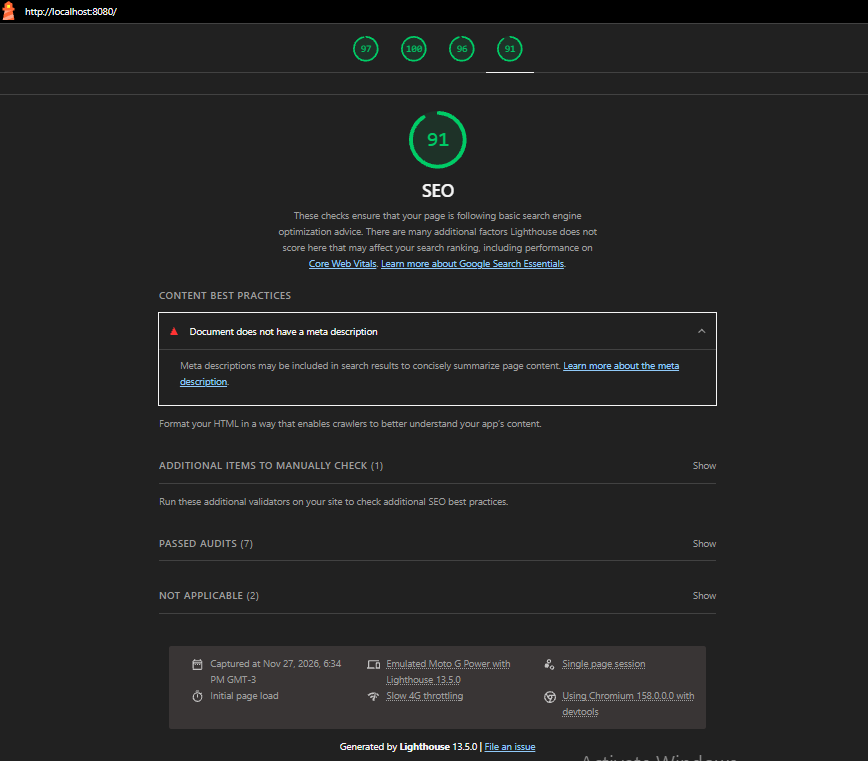 http://localhost:8080/
97 100 96 91
91
SEO
These checks ensure that your page is following basic search engine
optimization advice. There are many additional factors Lighthouse does not
score here that may affect your search ranking, including performance on
Core Web Vitals. Learn more about Google Search Essentials.
CONTENT BEST PRACTICES
Document does not have a meta description
Meta descriptions may be included in search results to concisely summarize page content. Learn more about the meta
description.
Format your HTML in a way that enables crawlers to better understand your app's content.
ADDITIONAL ITEMS TO MANUALLY CHECK (1) Show
Run these additional validators on your site to check additional SEO best practices.
PASSED AUDITS (7) Show
NOT APPLICABLE (2) Show
Captured at Nov 27, 2026, 6:34
PM GMT-3
Emulated Moto G Power with
Lighthouse 13.5.0
Single page session
Initial page load
Slow 4G throttling
Using Chromium 158.0.0.0 with
devtools
Generated by Lighthouse 13.5.0 | File an issue
Activate Windows